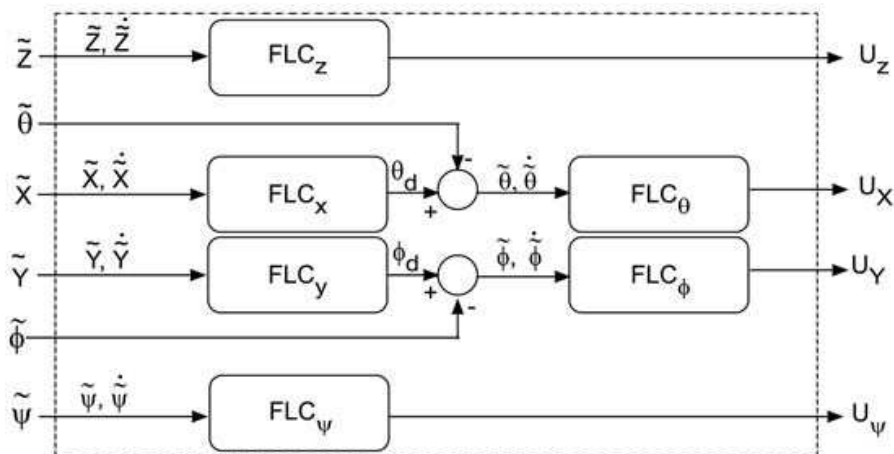 Z̃ Z̃, Z̃̇ FLC_z U_z
θ̃ -
X̃ X̃, X̃̇ FLC_x θ_d + θ̃, θ̃̇ FLC_θ U_X
Ỹ Ỹ, Ỹ̇ FLC_y ϕ_d + ϕ̃, ϕ̃̇ FLC_ϕ U_Y
ϕ̃ -
ψ̃ ψ̃, ψ̃̇ FLC_ψ U_ψ